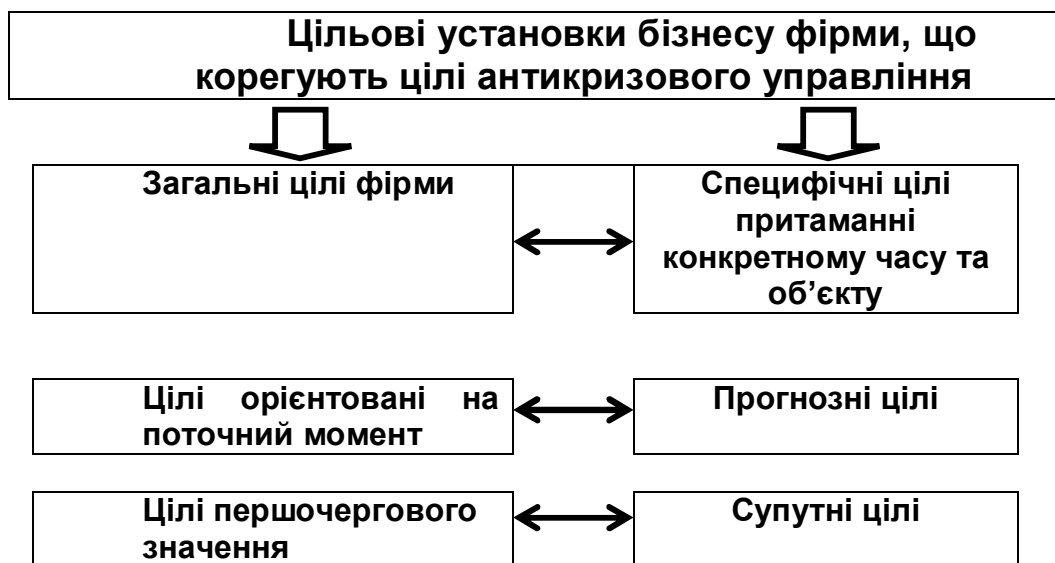 Цільові установки бізнесу фірми, що
корегують цілі антикризового управління
Загальні цілі фірми
Специфічні цілі
притаманні
конкретному часу та
об’єкту
Цілі орієнтовані на
поточний момент
Прогнозні цілі
Цілі першочергового
значення
Супутні цілі